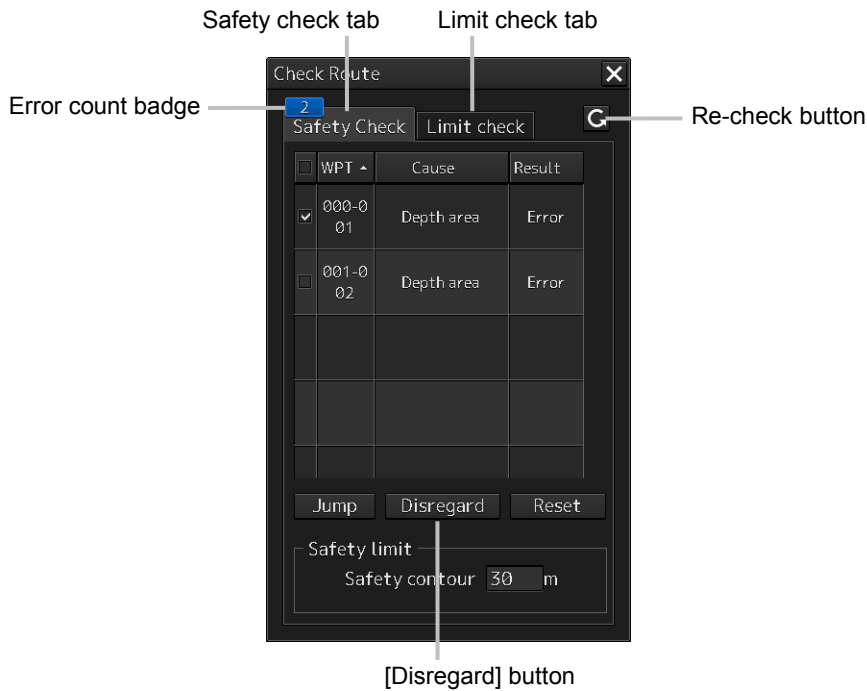 Safety check tab
Limit check tab
Check Route
Error count badge
2
Safety Check
Limit check
Re-check button
WPT
Cause
Result
000-0
01
Depth area
Error
001-0
02
Depth area
Error
Jump
Disregard
Reset
Safety limit
Safety contour 30 m
[Disregard] button